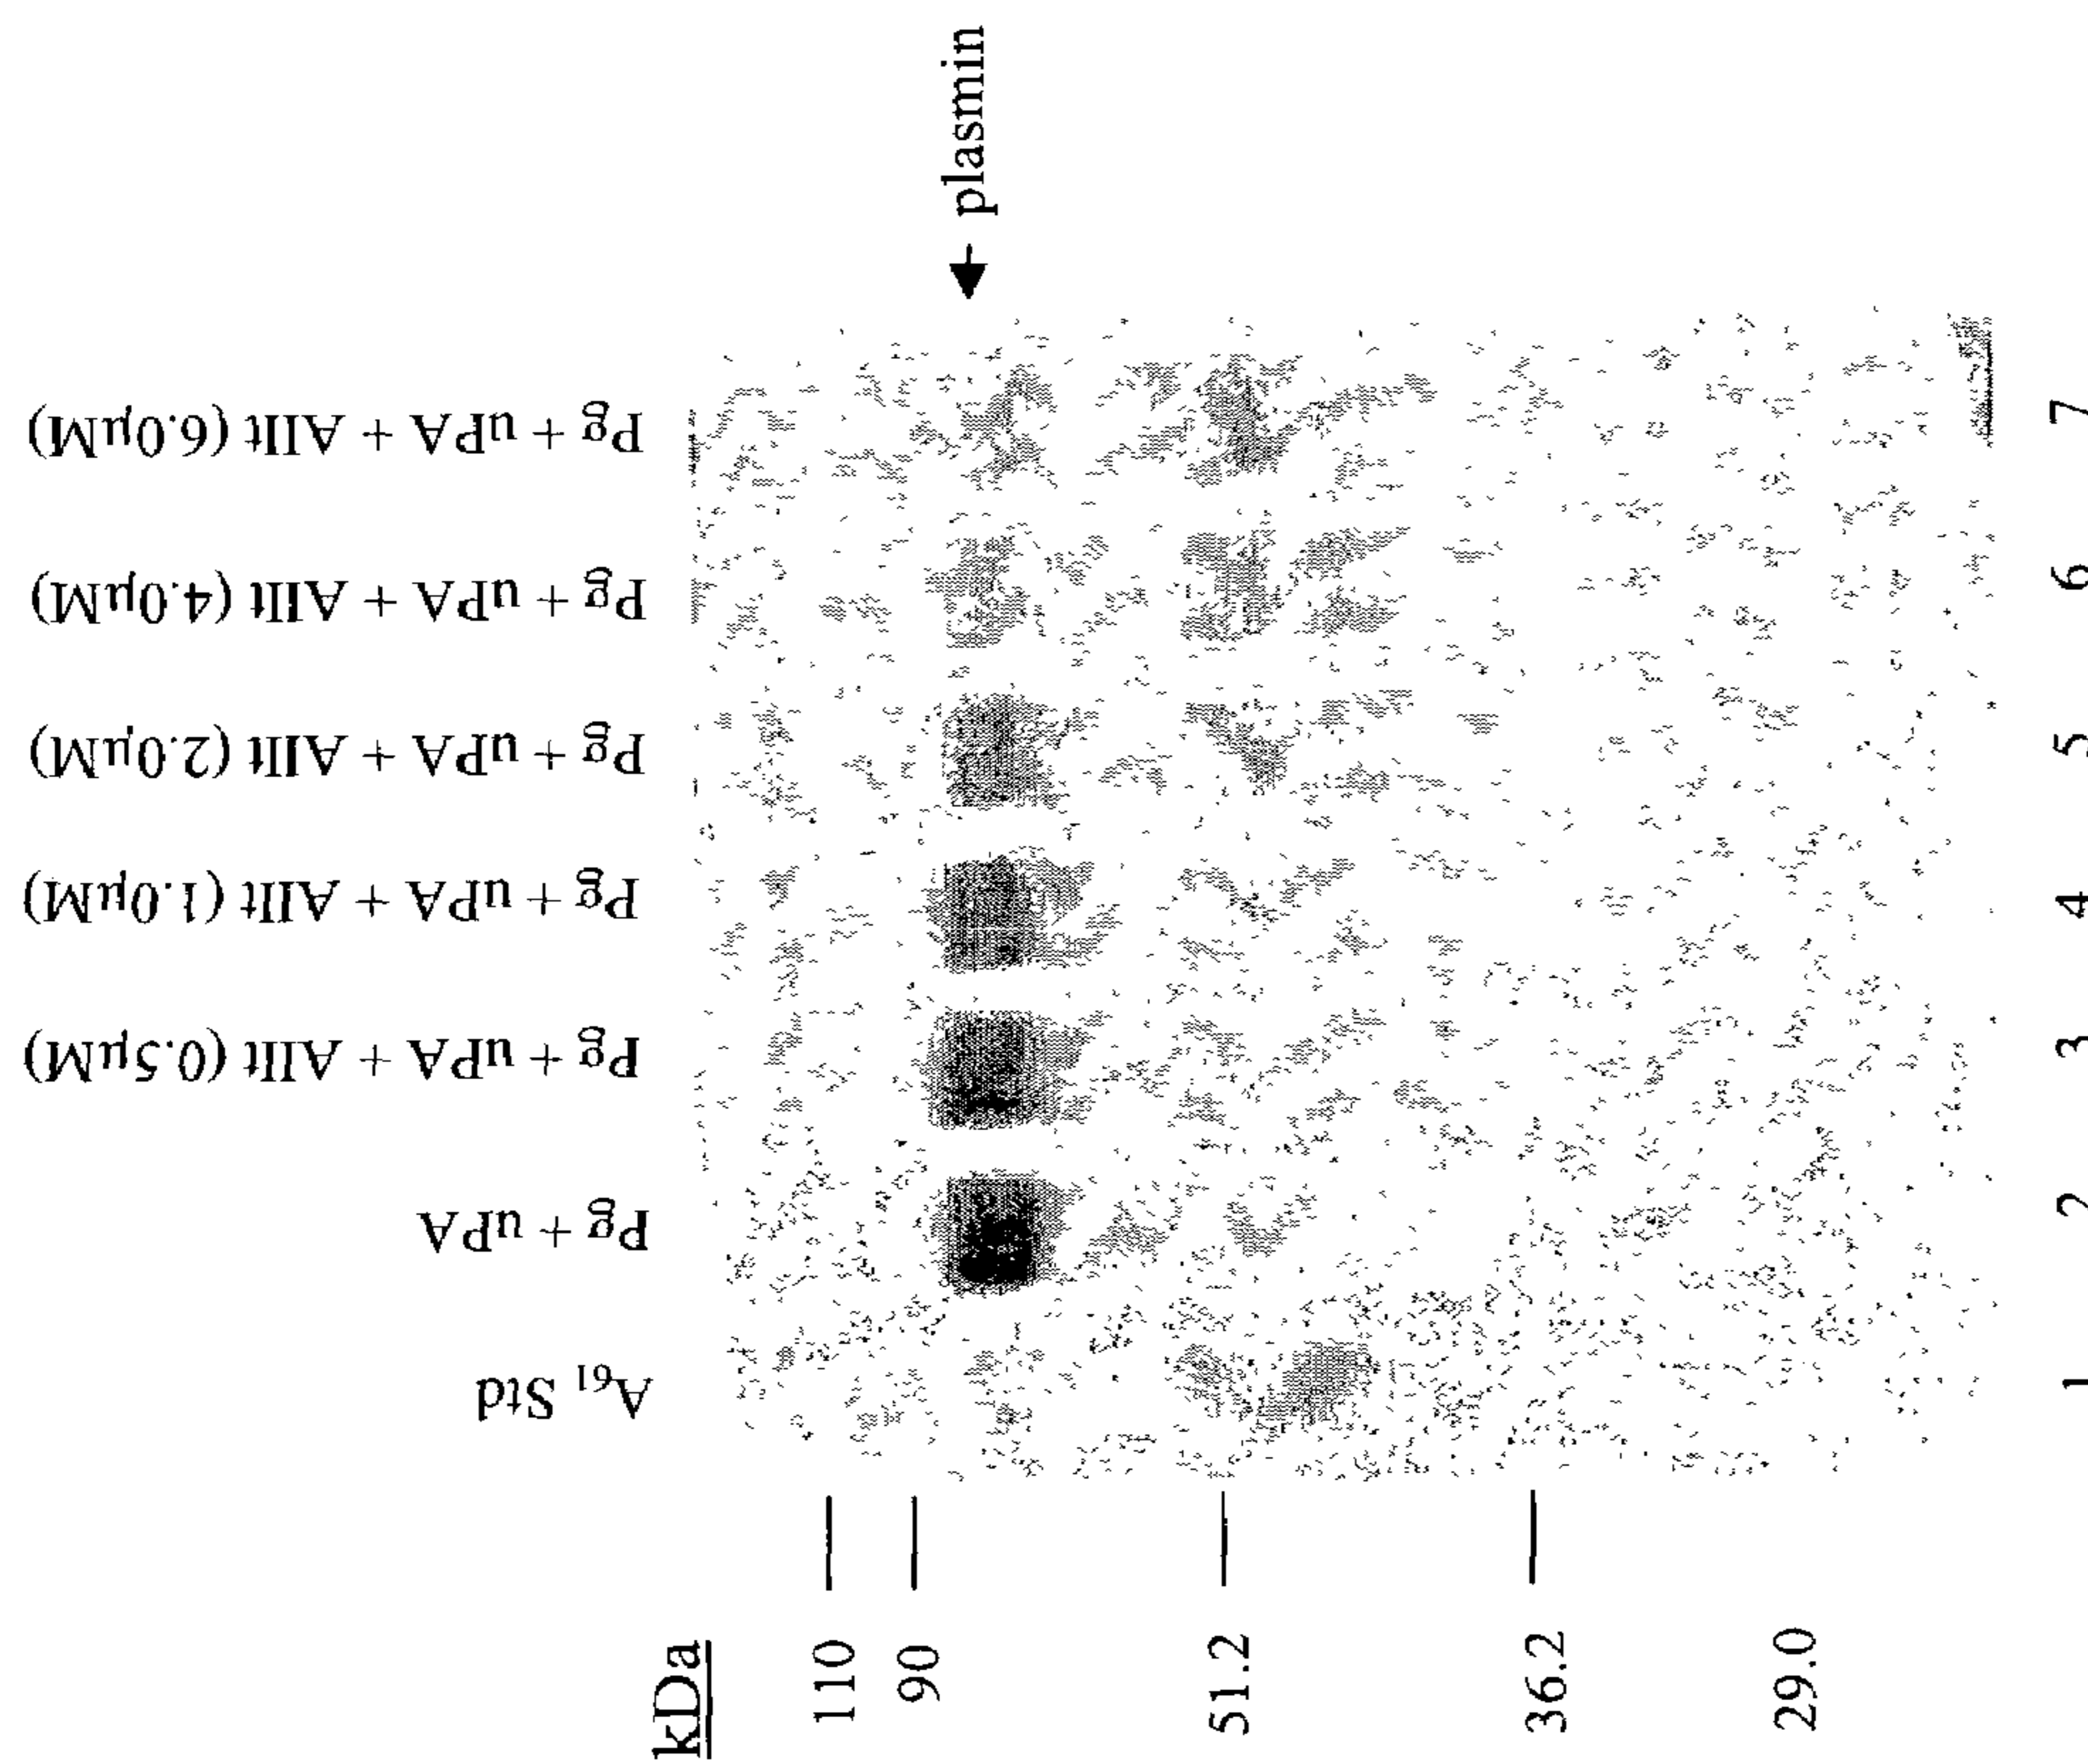 A61 Std
Pg + uPA
Pg + uPA + AIIt (0.5µM)
Pg + uPA + AIIt (1.0µM)
Pg + uPA + AIIt (2.0µM)
Pg + uPA + AIIt (4.0µM)
Pg + uPA + AIIt (6.0µM)
kDa
110
90
← plasmin
51.2
36.2
29.0
1 2 3 4 5 6 7